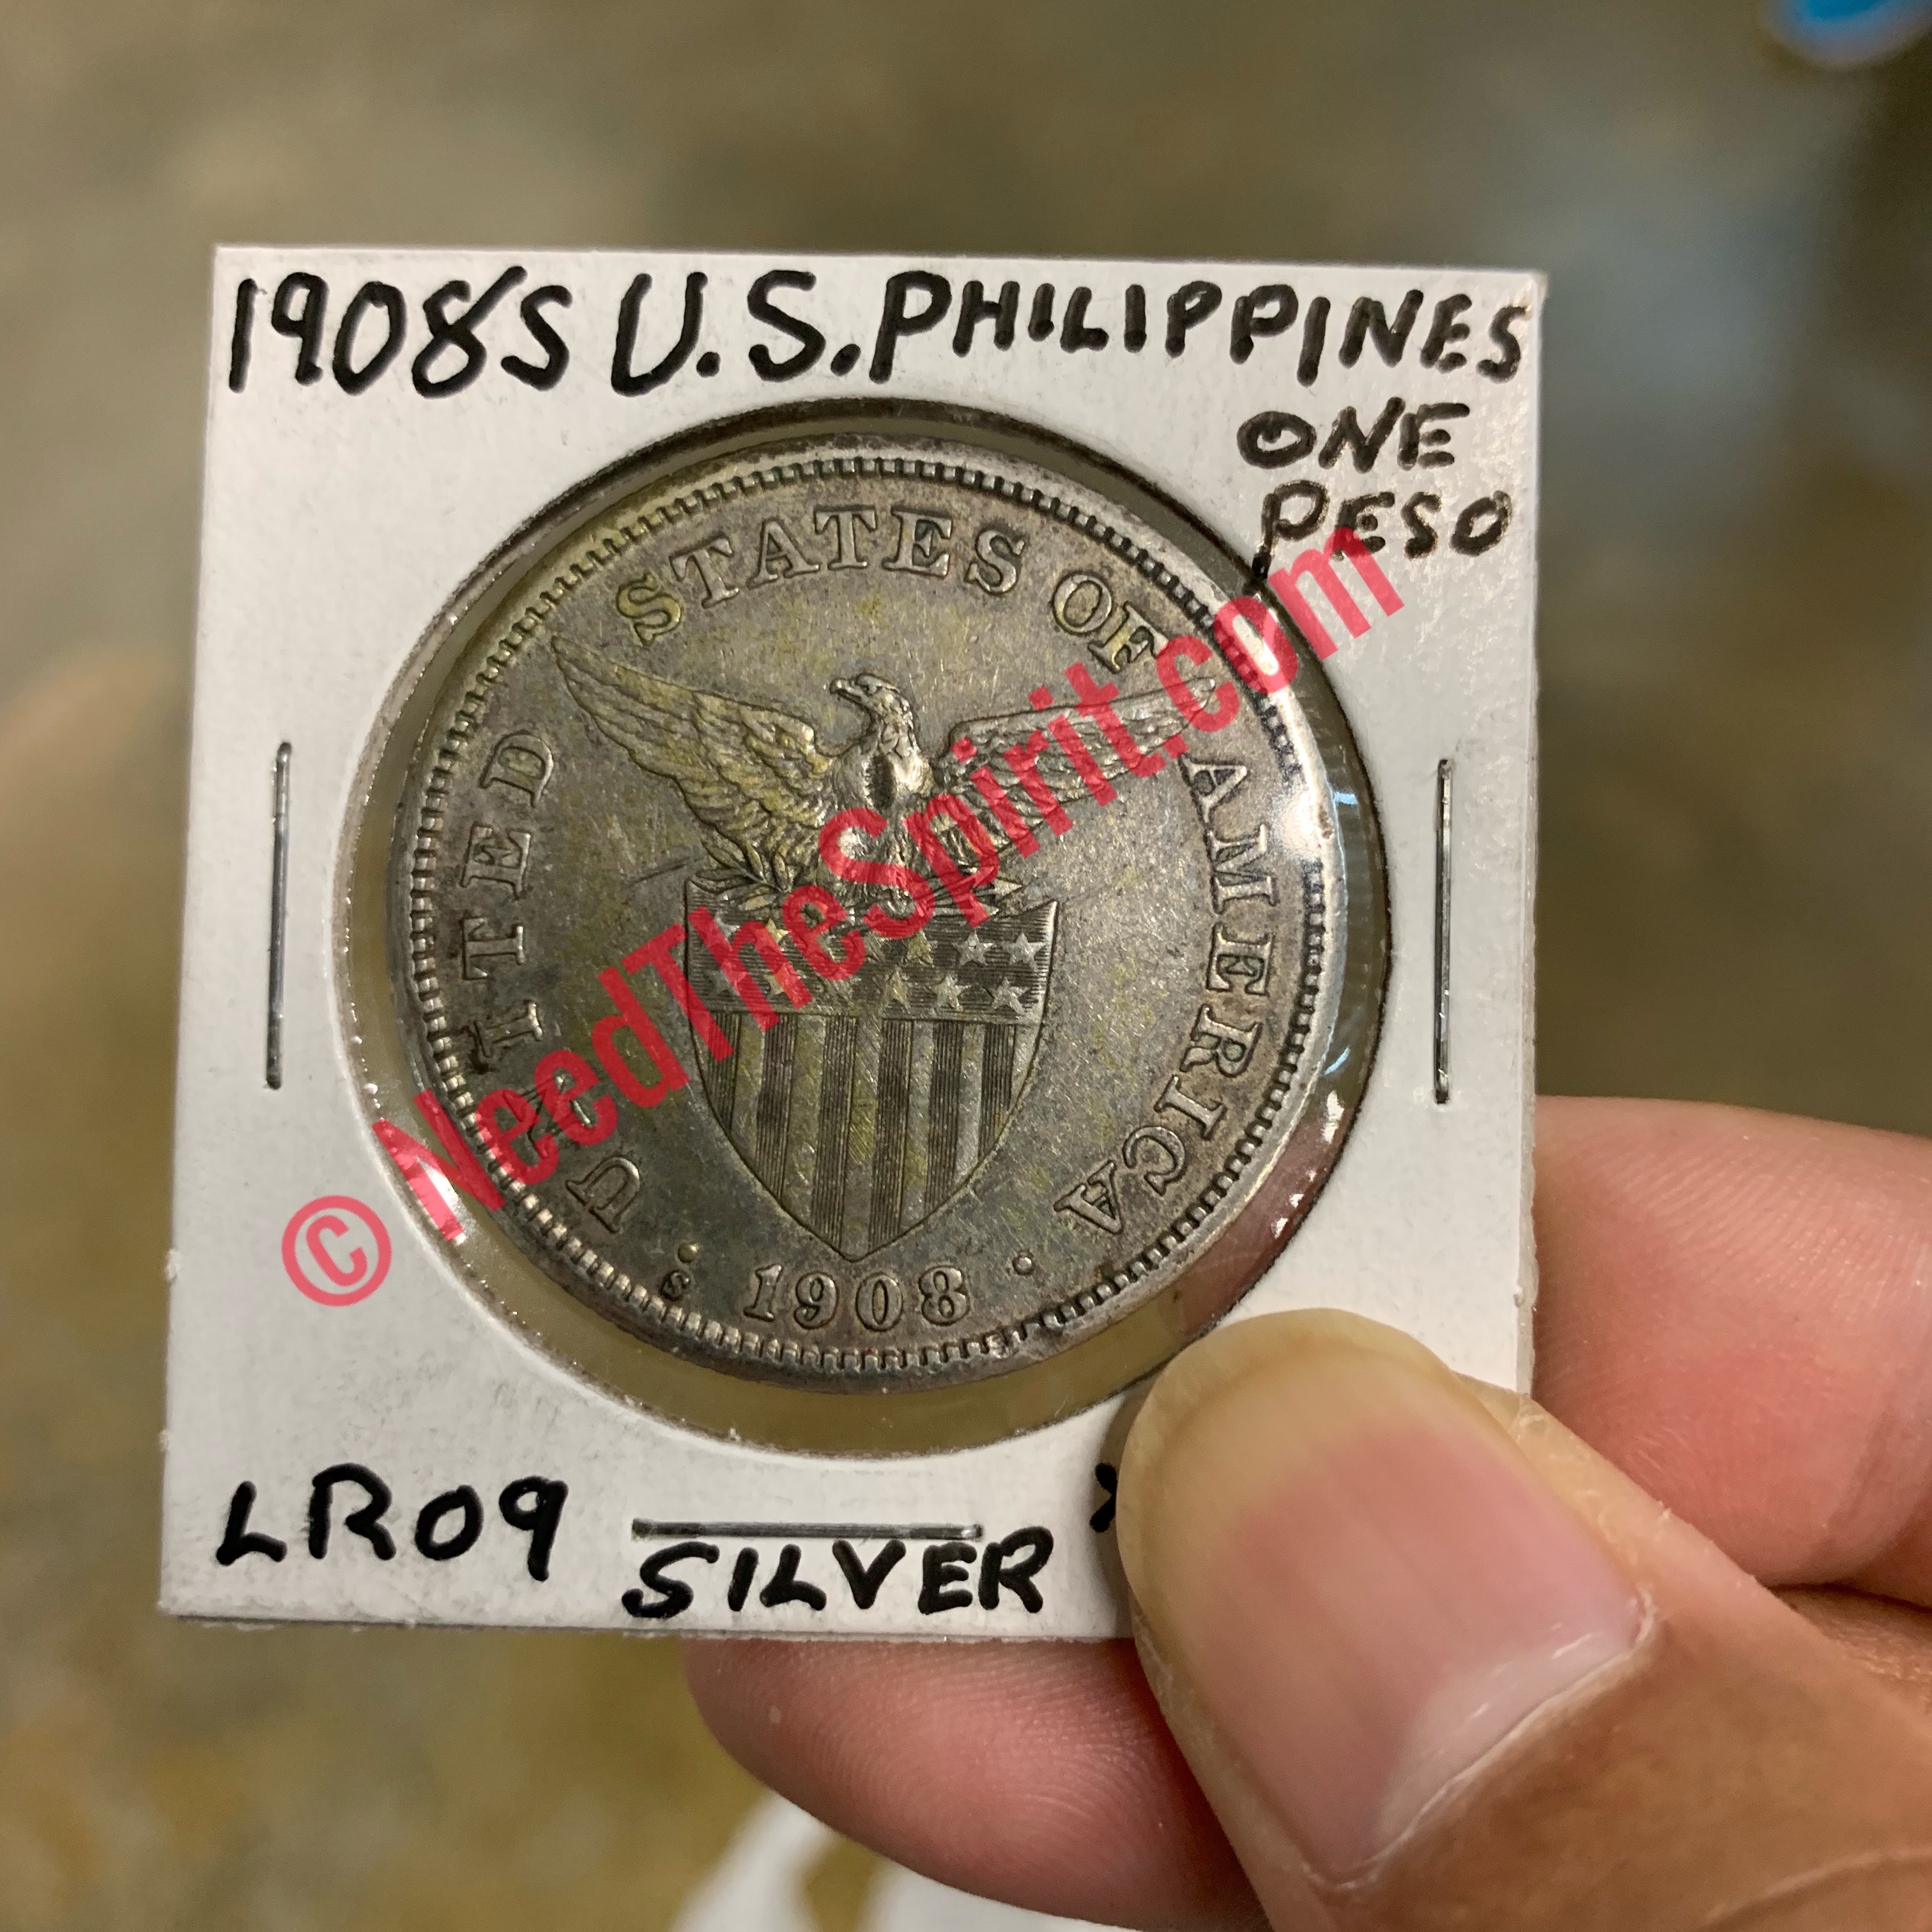 1908S U.S. PHILIPPINES
ONE
PESO
UNITED STATES OF AMERICA
S · 1908 ·
© NeedTheSpirit.com
LR09
SILVER